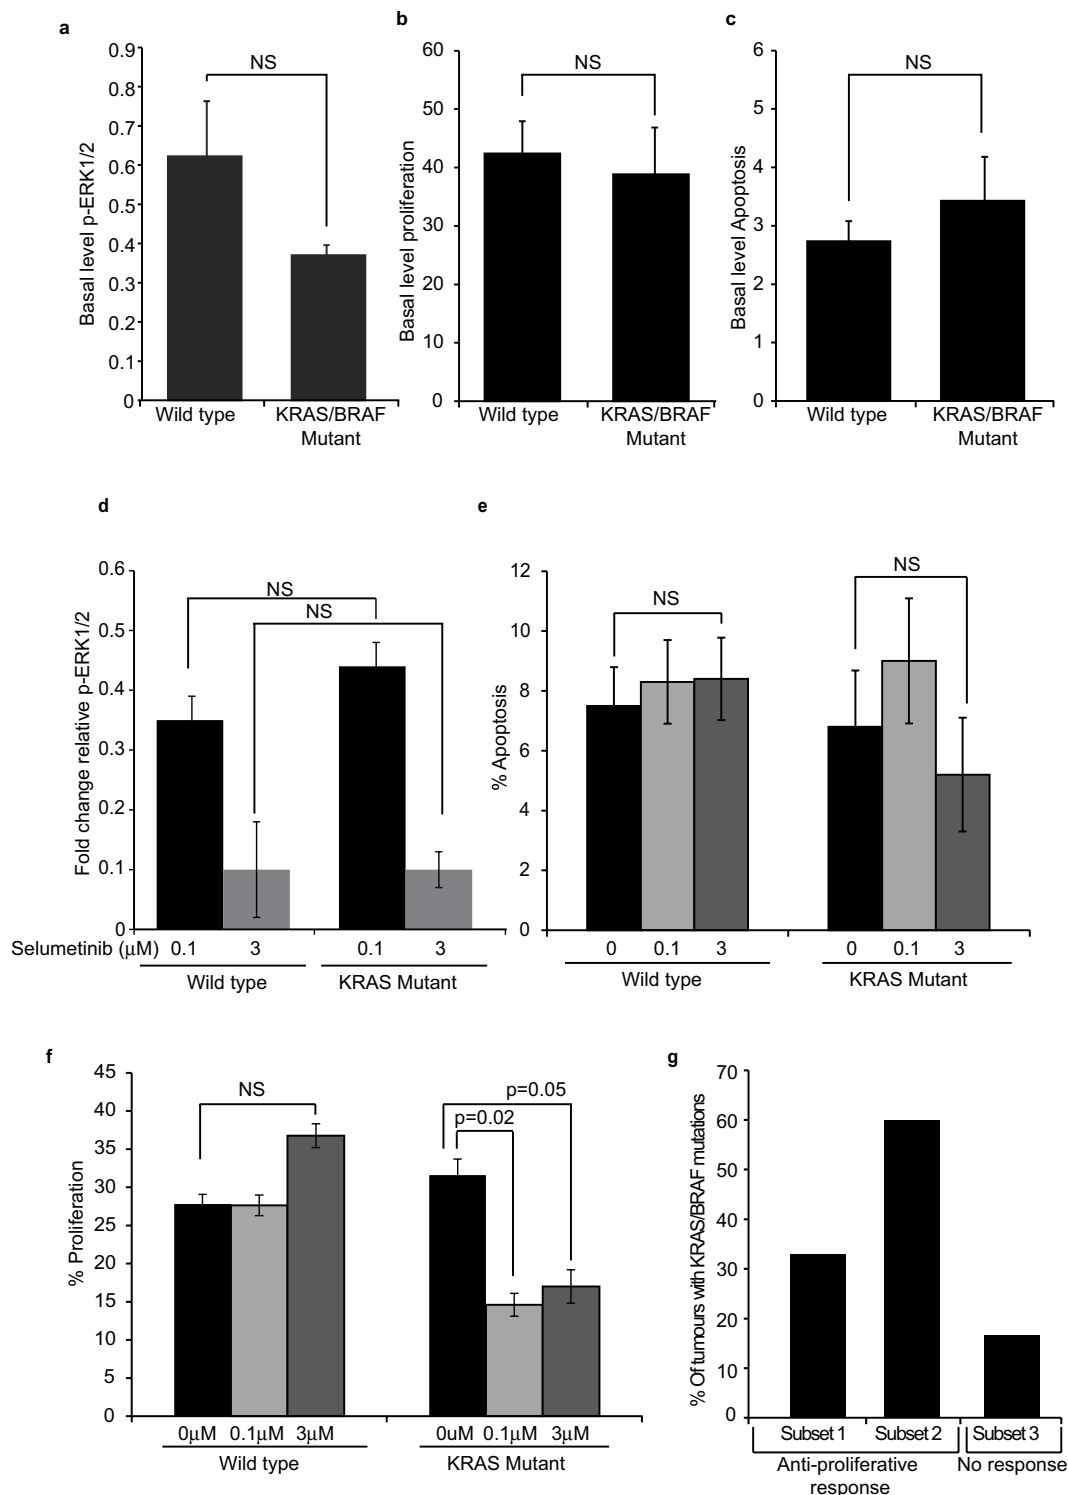 a
Basal level p-ERK1/2
0.9
0.8
0.7
0.6
0.5
0.4
0.3
0.2
0.1
0
NS
Wild type
KRAS/BRAF
Mutant
b
Basal level proliferation
60
50
40
30
20
10
0
NS
Wild type
KRAS/BRAF
Mutant
c
Basal level Apoptosis
6
5
4
3
2
1
0
NS
Wild type
KRAS/BRAF
Mutant
d
Fold change relative p-ERK1/2
0.6
0.5
0.4
0.3
0.2
0.1
0
NS
NS
Selumetinib (μM) 0.1 3 0.1 3
Wild type
KRAS Mutant
e
% Apoptosis
12
10
8
6
4
2
0
NS
NS
0 0.1 3 0 0.1 3
Wild type
KRAS Mutant
f
% Proliferation
45
40
35
30
25
20
15
10
5
0
NS
p=0.05
p=0.02
0μM 0.1μM 3μM 0uM 0.1μM 3μM
Wild type
KRAS Mutant
g
% Of tumours with KRAS/BRAF mutations
70
60
50
40
30
20
10
0
Subset 1 Subset 2 Subset 3
Anti-proliferative
response
No response